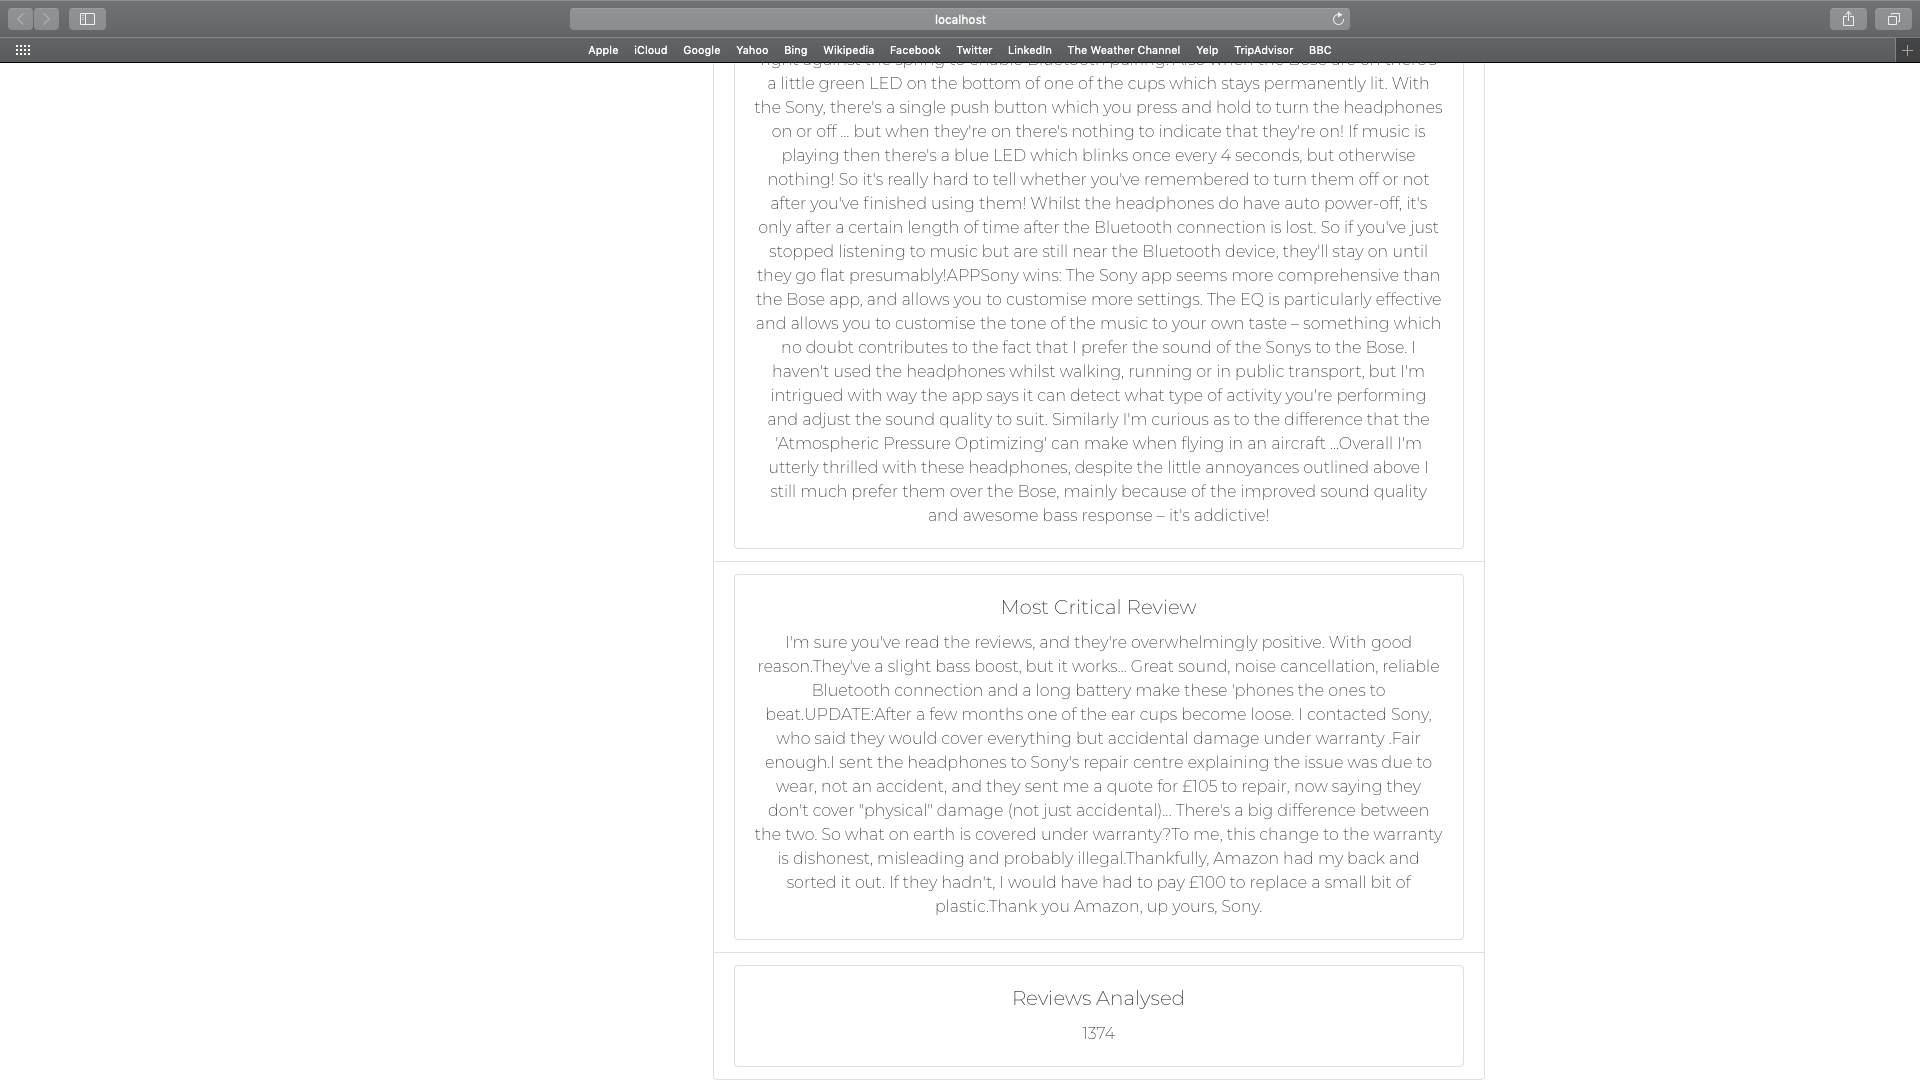 localhost
Apple iCloud Google Yahoo Bing Wikipedia Facebook Twitter LinkedIn The Weather Channel Yelp TripAdvisor BBC
right against the spring to enable Bluetooth pairing. Also when the Bose are on there's
a little green LED on the bottom of one of the cups which stays permanently lit. With
the Sony, there's a single push button which you press and hold to turn the headphones
on or off ... but when they're on there's nothing to indicate that they're on! If music is
playing then there's a blue LED which blinks once every 4 seconds, but otherwise
nothing! So it's really hard to tell whether you've remembered to turn them off or not
after you've finished using them! Whilst the headphones do have auto power-off, it's
only after a certain length of time after the Bluetooth connection is lost. So if you've just
stopped listening to music but are still near the Bluetooth device, they'll stay on until
they go flat presumably!APPSony wins: The Sony app seems more comprehensive than
the Bose app, and allows you to customise more settings. The EQ is particularly effective
and allows you to customise the tone of the music to your own taste – something which
no doubt contributes to the fact that I prefer the sound of the Sonys to the Bose. I
haven't used the headphones whilst walking, running or in public transport, but I'm
intrigued with way the app says it can detect what type of activity you're performing
and adjust the sound quality to suit. Similarly I'm curious as to the difference that the
'Atmospheric Pressure Optimizing' can make when flying in an aircraft ...Overall I'm
utterly thrilled with these headphones, despite the little annoyances outlined above I
still much prefer them over the Bose, mainly because of the improved sound quality
and awesome bass response – it's addictive!
Most Critical Review
I'm sure you've read the reviews, and they're overwhelmingly positive. With good
reason.They've a slight bass boost, but it works... Great sound, noise cancellation, reliable
Bluetooth connection and a long battery make these 'phones the ones to
beat.UPDATE:After a few months one of the ear cups become loose. I contacted Sony,
who said they would cover everything but accidental damage under warranty .Fair
enough.I sent the headphones to Sony's repair centre explaining the issue was due to
wear, not an accident, and they sent me a quote for £105 to repair, now saying they
don't cover "physical" damage (not just accidental)... There's a big difference between
the two. So what on earth is covered under warranty?To me, this change to the warranty
is dishonest, misleading and probably illegal.Thankfully, Amazon had my back and
sorted it out. If they hadn't, I would have had to pay £100 to replace a small bit of
plastic.Thank you Amazon, up yours, Sony.
Reviews Analysed
1374